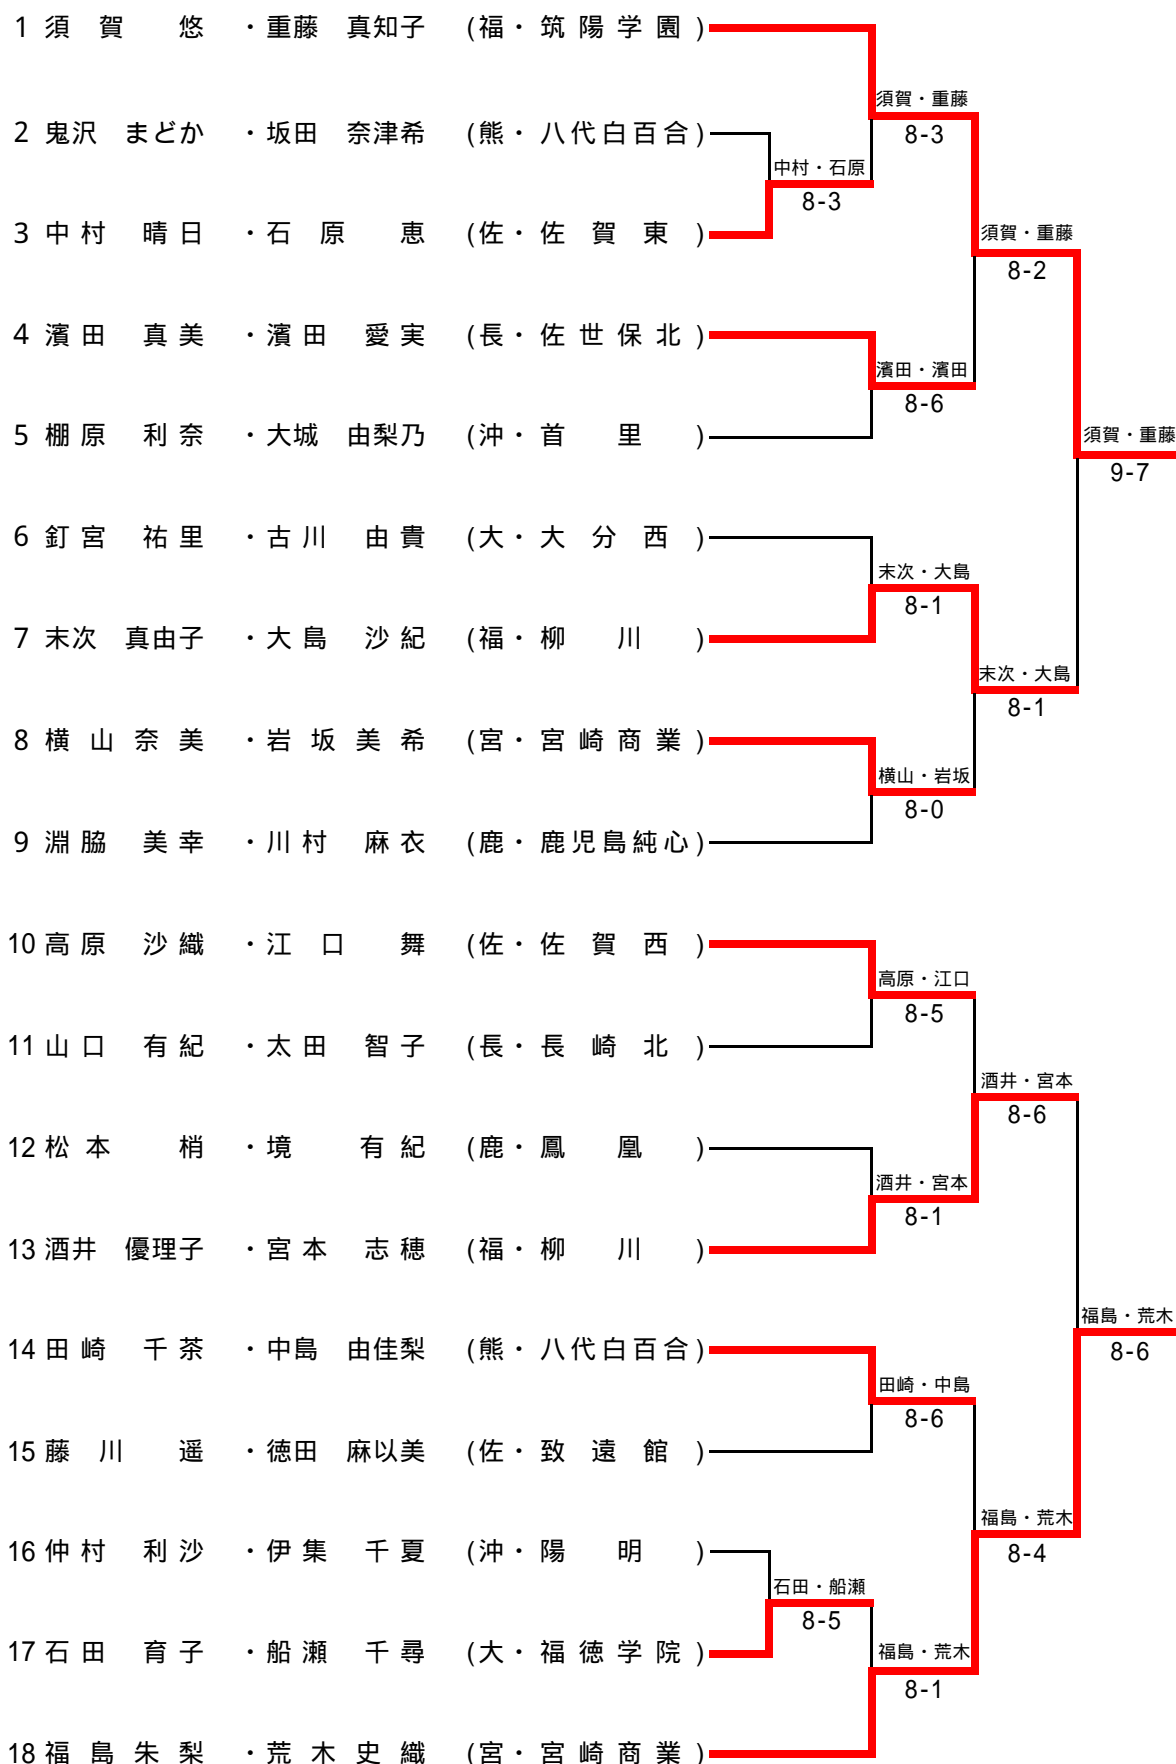 1 須賀 悠 ・重藤 真知子 (福・筑陽学園)
須賀・重藤
8-3
2 鬼沢 まどか ・坂田 奈津希 (熊・八代白百合)
中村・石原
8-3
3 中村 晴日 ・石原 恵 (佐・佐賀東)
須賀・重藤
8-2
4 濱田 真美 ・濱田 愛実 (長・佐世保北)
濱田・濱田
8-6
5 棚原 利奈 ・大城 由梨乃 (沖・首里)
須賀・重藤
9-7
6 釘宮 祐里 ・古川 由貴 (大・大分西)
末次・大島
8-1
7 末次 真由子 ・大島 沙紀 (福・柳川)
末次・大島
8-1
8 横山奈美 ・岩坂美希 (宮・宮崎商業)
横山・岩坂
8-0
9 淵脇 美幸 ・川村 麻衣 (鹿・鹿児島純心)
10 高原 沙織 ・江口 舞 (佐・佐賀西)
高原・江口
8-5
11 山口 有紀 ・太田 智子 (長・長崎北)
酒井・宮本
8-6
12 松本 梢 ・境 有紀 (鹿・鳳凰)
酒井・宮本
8-1
13 酒井 優理子 ・宮本 志穂 (福・柳川)
福島・荒木
8-6
14 田崎 千茶 ・中島 由佳梨 (熊・八代白百合)
田崎・中島
8-6
15 藤川 遥 ・徳田 麻以美 (佐・致遠館)
福島・荒木
8-4
16 仲村 利沙 ・伊集 千夏 (沖・陽明)
石田・船瀬
8-5
17 石田 育子 ・船瀬 千尋 (大・福徳学院)
福島・荒木
8-1
18 福島朱梨 ・荒木史織 (宮・宮崎商業)